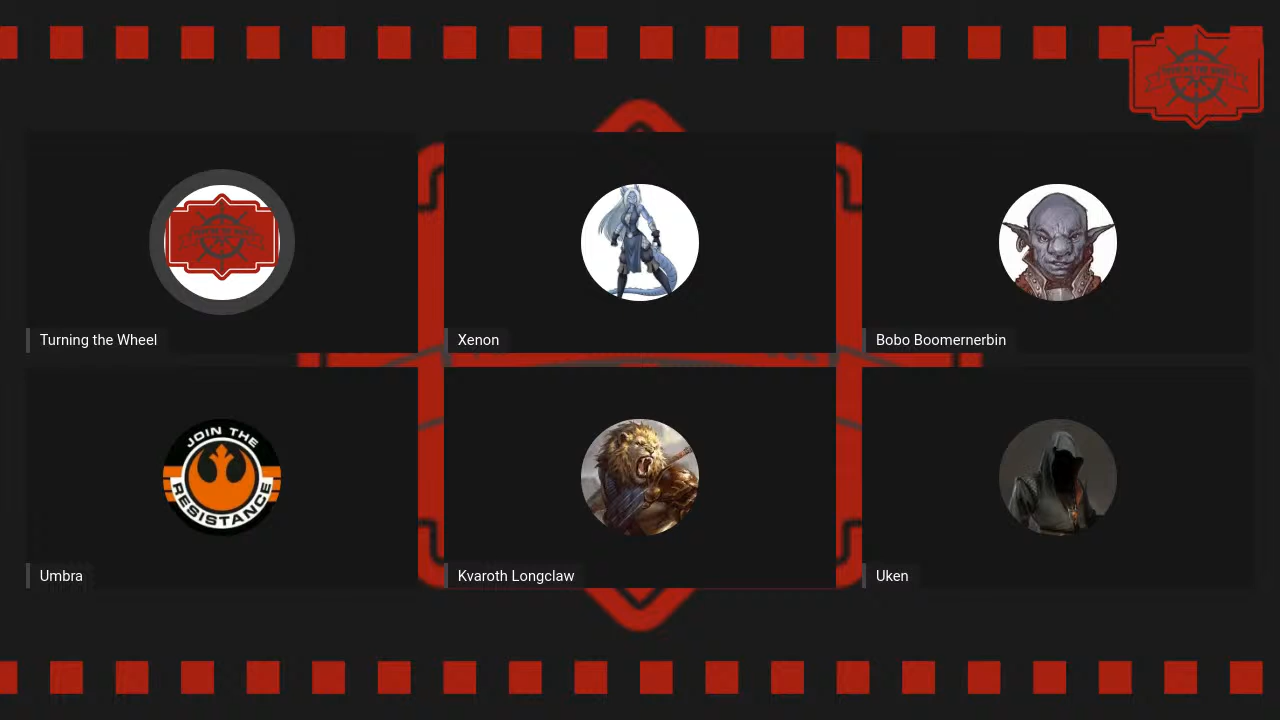 Turning the Wheel
Xenon
Bobo Boomernerbin
JOIN THE
RESISTANCE
Umbra
Kvaroth Longclaw
Uken